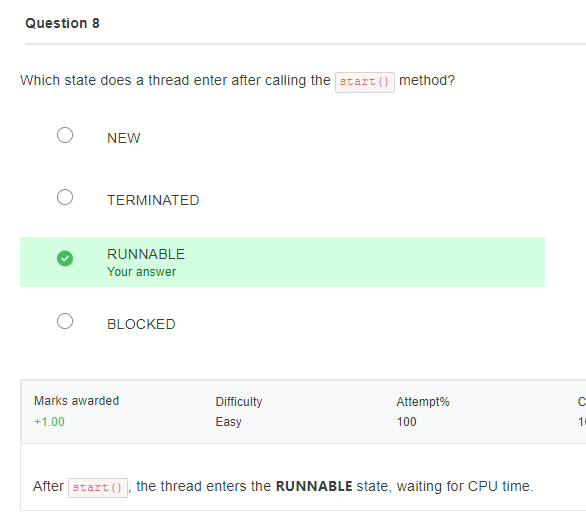 Question 8
Which state does a thread enter after calling the start() method?
NEW
TERMINATED
RUNNABLE
Your answer
BLOCKED
Marks awarded Difficulty Attempt%
+1.00 Easy 100
After start(), the thread enters the RUNNABLE state, waiting for CPU time.